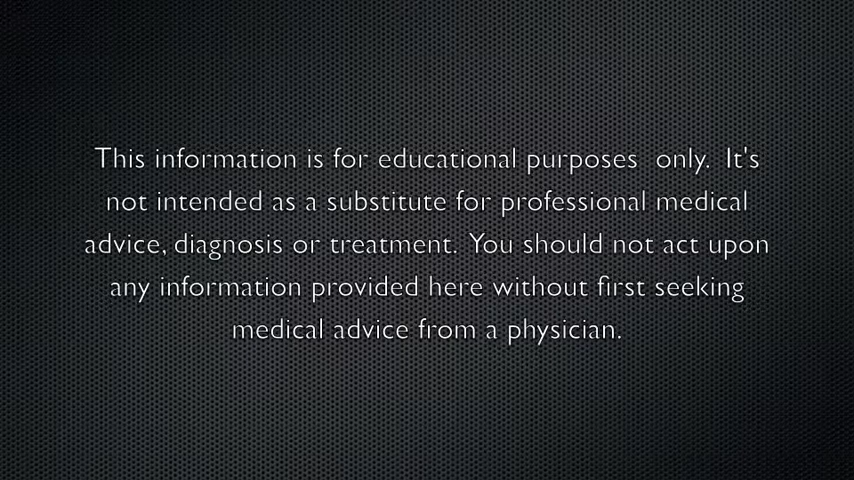 This information is for educational purposes  only.  It's
not intended as a substitute for professional medical
advice, diagnosis or treatment.  You should not act upon
any information provided here without first seeking
medical advice from a physician.